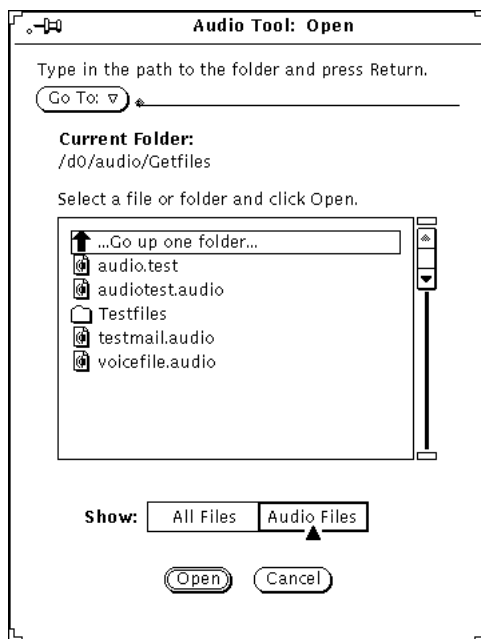 Audio Tool: Open
Type in the path to the folder and press Return.
Go To:
Current Folder:
/d0/audio/Getfiles
Select a file or folder and click Open.
...Go up one folder...
audio.test
audiotest.audio
Testfiles
testmail.audio
voicefile.audio
Show: All Files Audio Files
Open Cancel